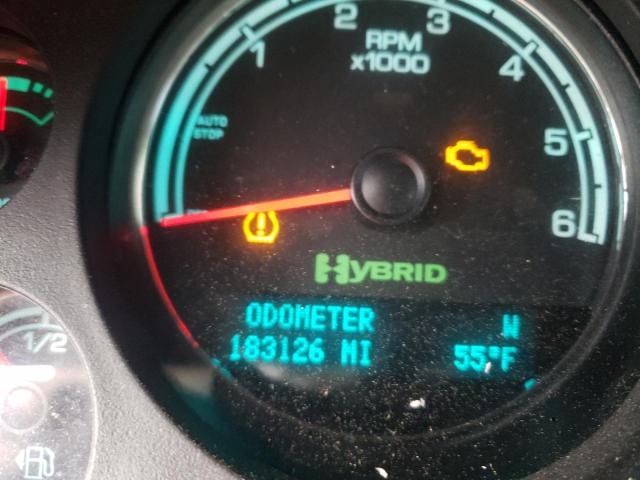 1
2
3
4
5
6
RPM
x1000
AUTO
STOP
HYBRID
ODOMETER W
183126 MI 55°F
1/2